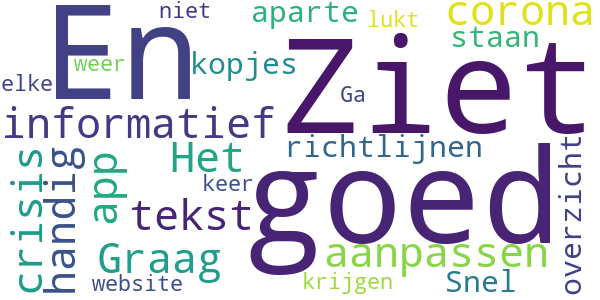 niet
aparte
lukt
corona
En
Ziet
staan
weer
kopjes
elke
Ga
informatief
Het
richtlijnen
overzicht
crisis
handig
app
goed
keer
tekst
aanpassen
Graag
website
krijgen
Snel